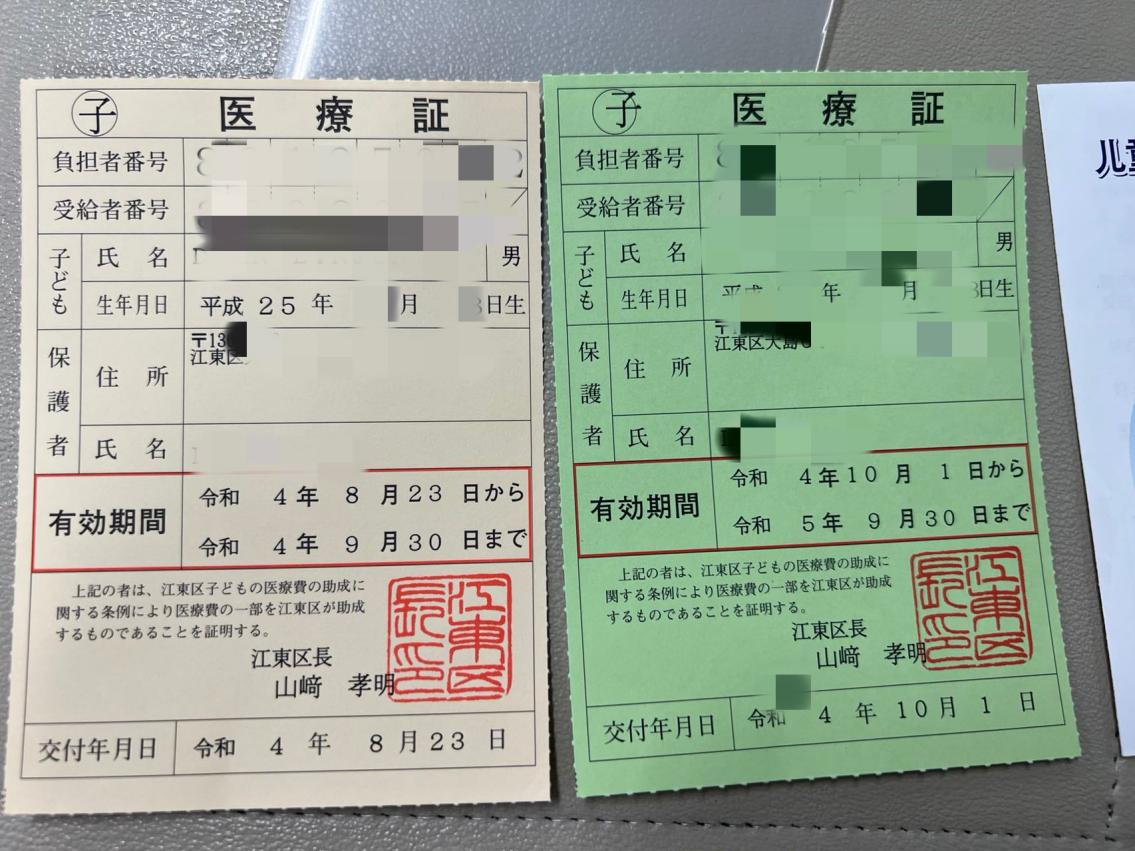 子 医療証
負担者番号
受給者番号
子ども 氏名 男
生年月日 平成 25 年 月 日生
保護者 住所 〒13
江東区
氏名
有効期間 令和 4年 8月23日から
令和 4年 9月30日まで
上記の者は、江東区子どもの医療費の助成に
関する条例により医療費の一部を江東区が助成
するものであることを証明する。
江東区長
山﨑 孝明
江東区長印
交付年月日 令和 4年 8月23日
子 医療証
負担者番号
受給者番号
子ども 氏名 男
生年月日 平成 年 月 日生
保護者 住所 〒
江東区大島
氏名
有効期間 令和 4年10月 1日から
令和 5年 9月30日まで
上記の者は、江東区子どもの医療費の助成に
関する条例により医療費の一部を江東区が助成
するものであることを証明する。
江東区長
山﨑 孝明
江東区長印
交付年月日 令和 4年10月 1日
児